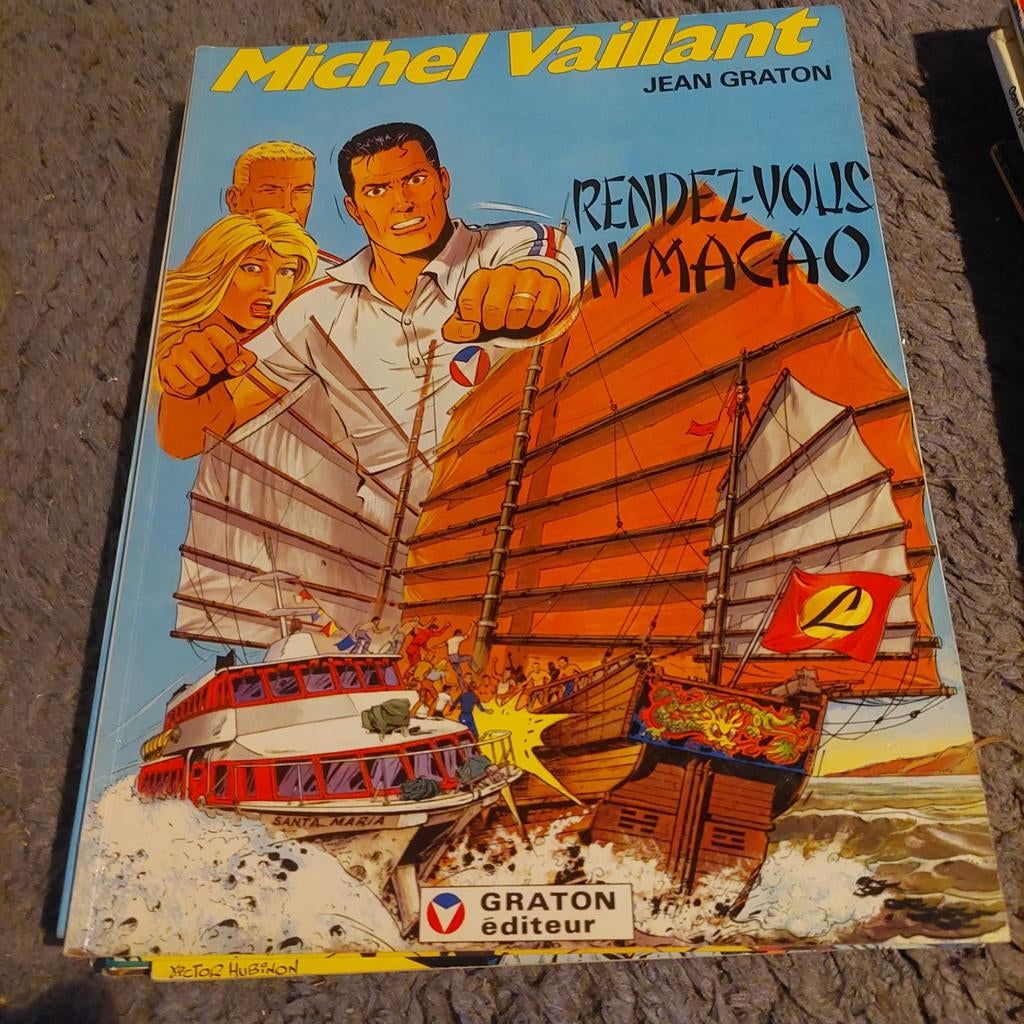 Michel Vaillant
JEAN GRATON
RENDEZ-VOUS
IN MACAO
L
SANTA MARIA
V GRATON
éditeur
VICTOR HUBINON